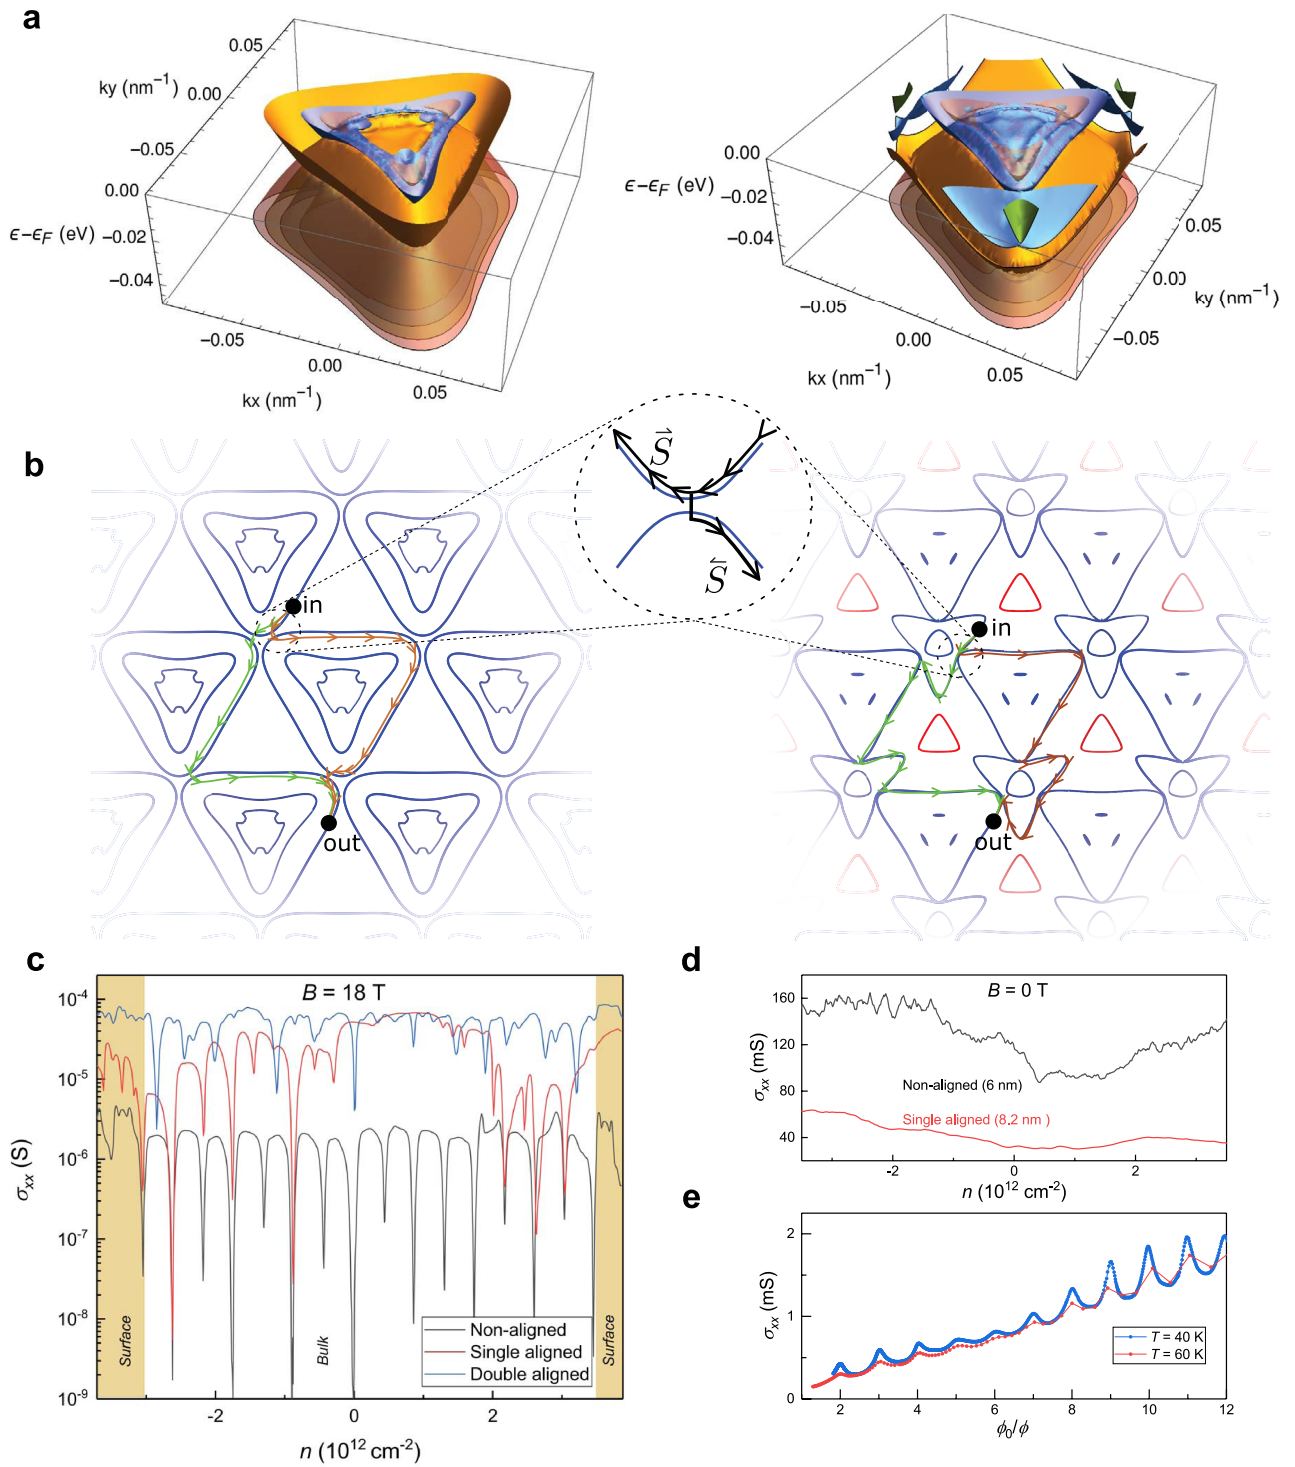 a
ky (nm⁻¹)
0.05
0.00
−0.05
0.00
ϵ−ϵF (eV)
−0.02
−0.04
−0.05
0.00
0.05
kx (nm⁻¹)
0.00
ϵ−ϵF (eV)
−0.02
−0.04
−0.05
0.00
0.05
kx (nm⁻¹)
0.05
0.00
ky (nm⁻¹)
−0.05
b
S⃗
S⃗
in
out
in
out
c
B = 18 T
10⁻⁴
10⁻⁵
10⁻⁶
10⁻⁷
10⁻⁸
10⁻⁹
σxx (S)
Surface
Bulk
Surface
Non-aligned
Single aligned
Double aligned
-2 0 2
n (10¹² cm⁻²)
d
B = 0 T
160
120
80
40
σxx (mS)
Non-aligned (6 nm)
Single aligned (8.2 nm )
-2 0 2
n (10¹² cm⁻²)
e
2
1
0
σxx (mS)
T = 40 K
T = 60 K
2 4 6 8 10 12
ϕ₀/ϕ